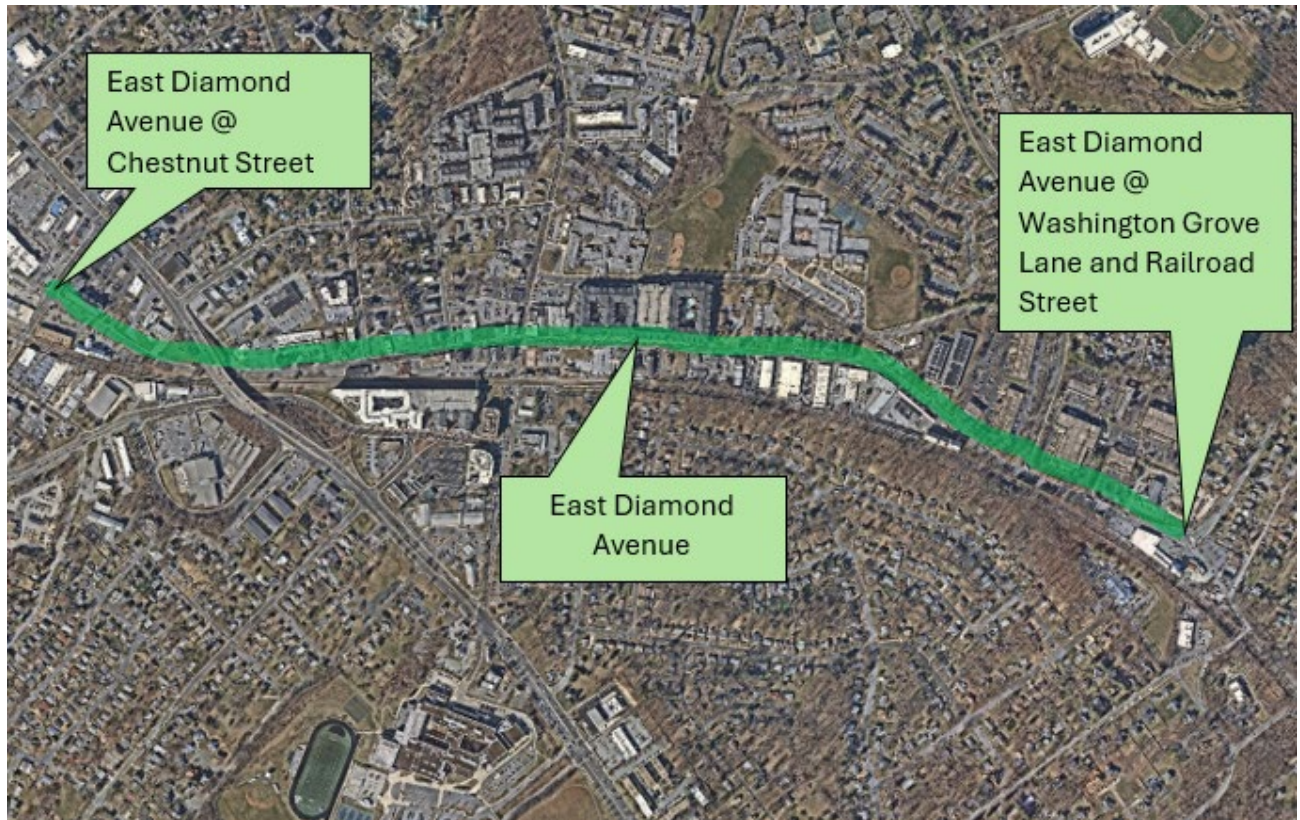 East Diamond
Avenue @
Chestnut Street
East Diamond
Avenue @
Washington Grove
Lane and Railroad
Street
East Diamond
Avenue